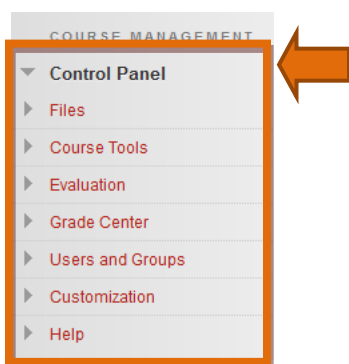 COURSE MANAGEMENT
Control Panel
Files
Course Tools
Evaluation
Grade Center
Users and Groups
Customization
Help